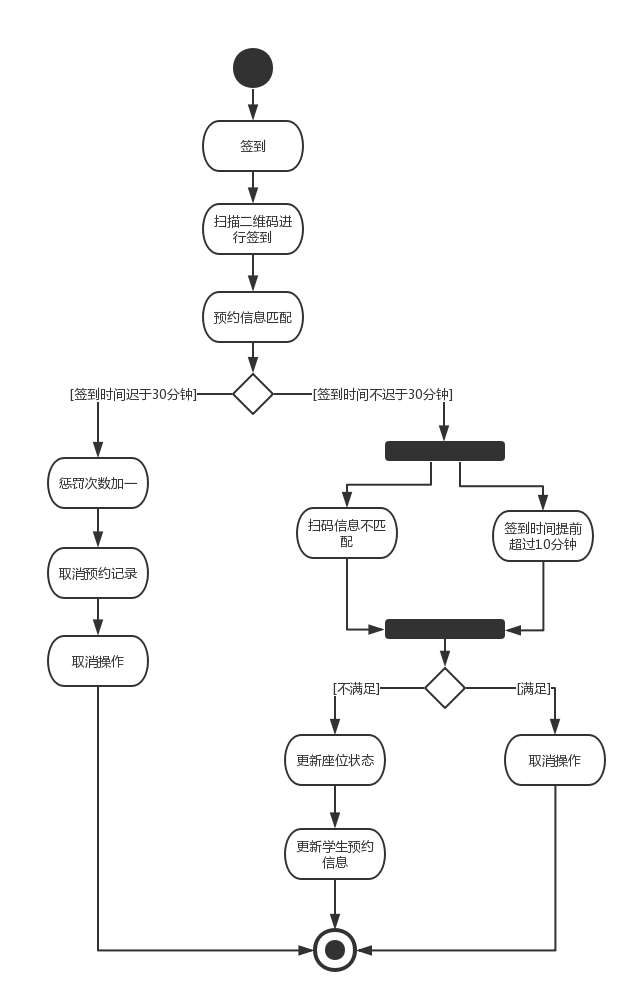 签到
扫描二维码进
行签到
预约信息匹配
[签到时间迟于30分钟]
[签到时间不迟于30分钟]
惩罚次数加一
扫码信息不匹
配
签到时间提前
超过10分钟
取消预约记录
取消操作
[不满足]
[满足]
更新座位状态
取消操作
更新学生预约
信息